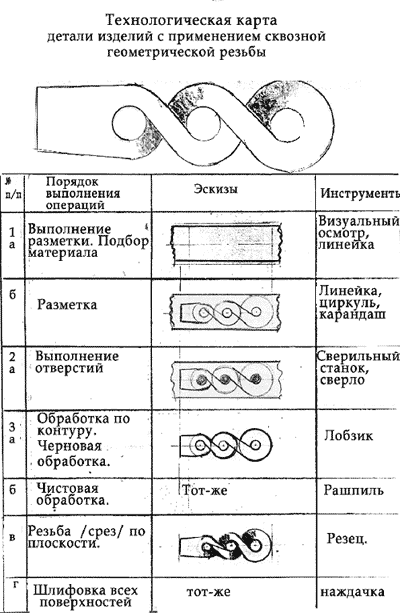 Технологическая карта
детали изделий с применением сквозной
геометрической резьбы
№ п/п
Порядок выполнения операций
Эскизы
Инструменты
1 а
Выполнение разметки. Подбор материала
Визуальный осмотр, линейка
б
Разметка
Линейка, циркуль, карандаш
2 а
Выполнение отверстий
Сверильный станок, сверло
3 а
Обработка по контуру. Черновая обработка.
Лобзик
б
Чистовая обработка.
Тот-же
Рашпиль
в
Резьба /срез/ по плоскости.
Резец.
г
Шлифовка всех поверхностей
тот-же
наждачка